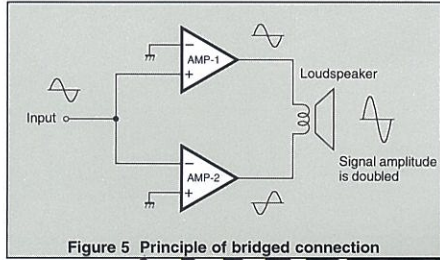 AMP-1
Loudspeaker
Input
Signal amplitude
is doubled
AMP-2
Figure 5 Principle of bridged connection